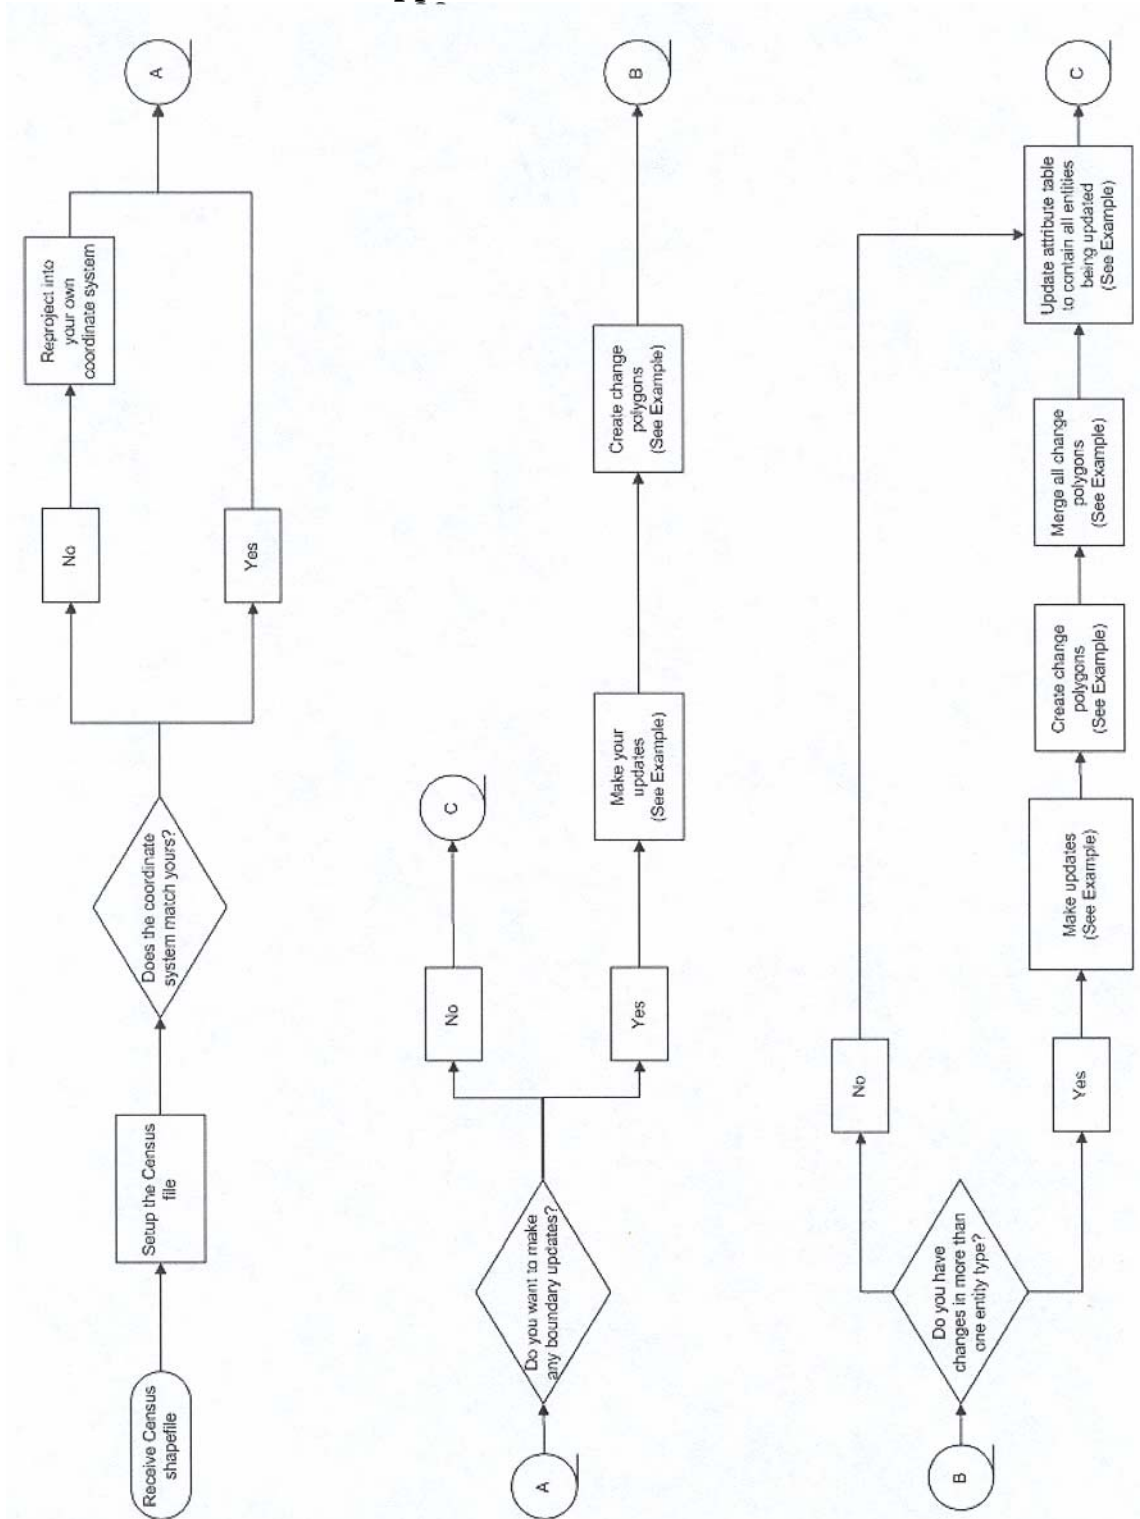 Receive Census
shapefile
Setup the Census
file
Does the coordinate
system match yours?
No
Yes
Reproject into
your own
coordinate system
A
A
Do you want to make
any boundary updates?
No
C
Yes
Make your
updates
(See Example)
Create change
polygons
(See Example)
B
B
Do you have
changes in more than
one entity type?
No
Yes
Make updates
(See Example)
Create change
polygons
(See Example)
Merge all change
polygons
(See Example)
Update attribute table
to contain all entities
being updated
(See Example)
C